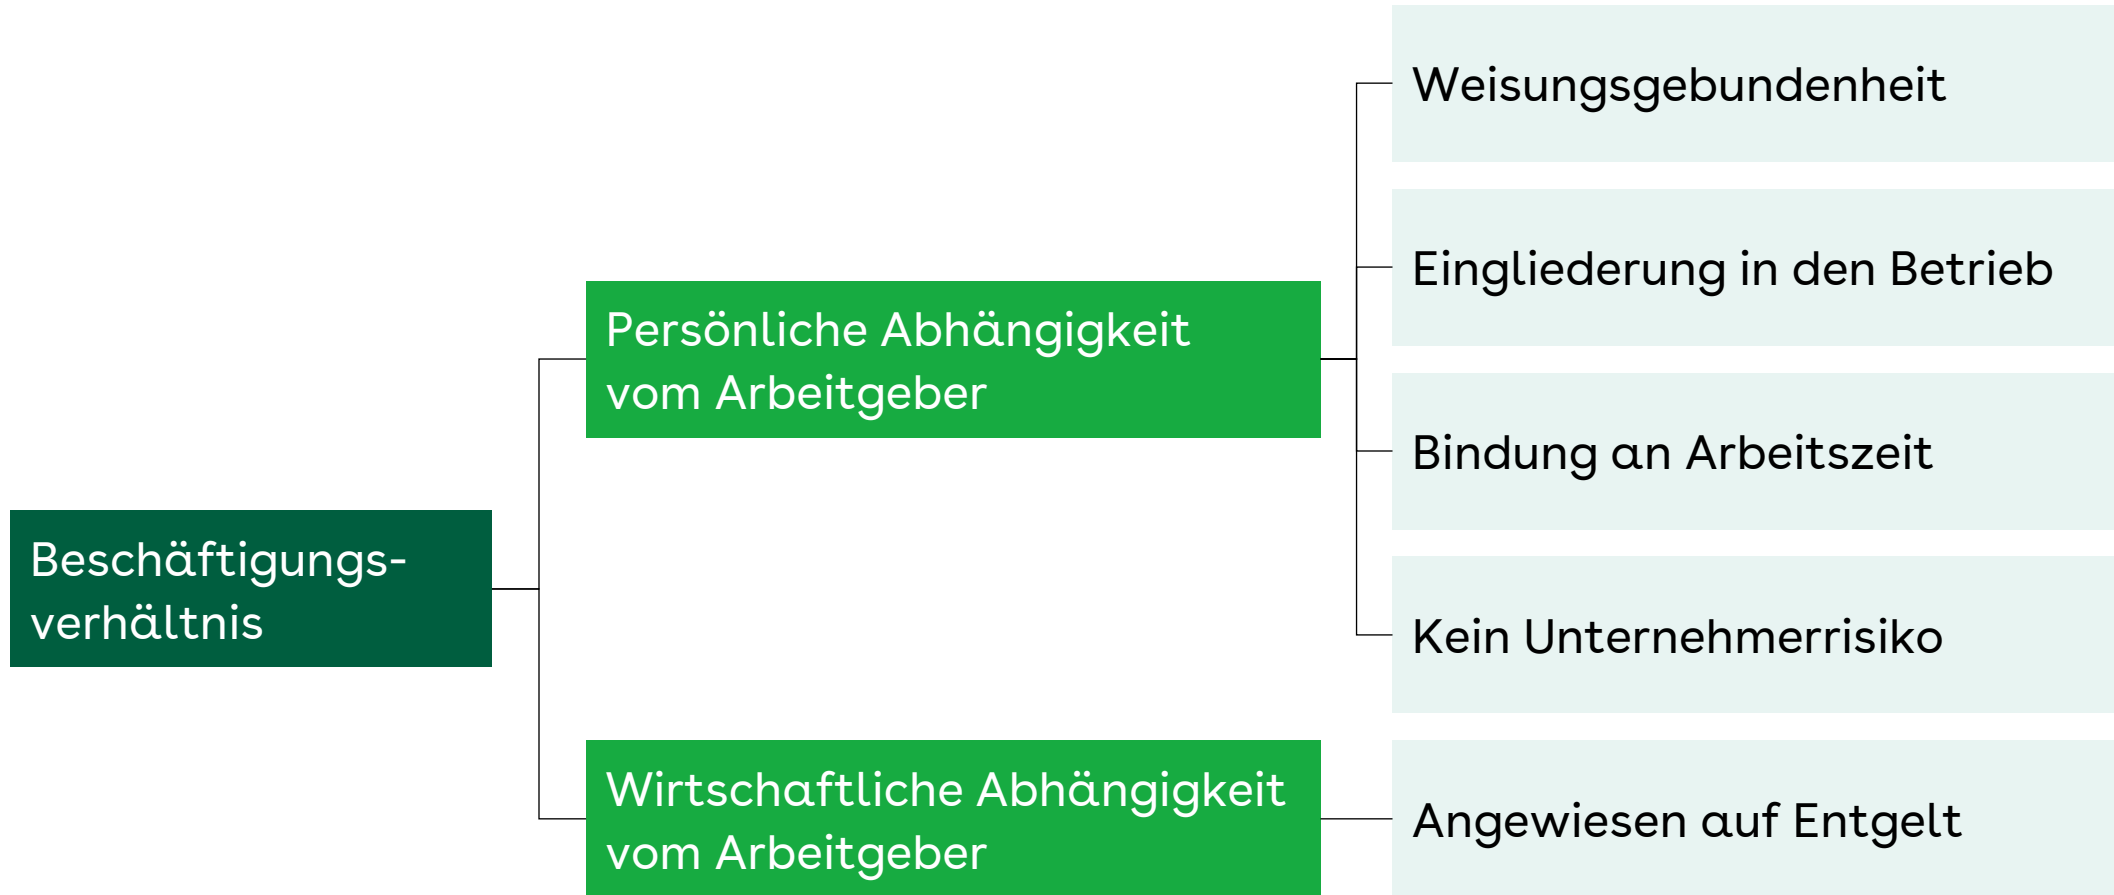 Beschäftigungs-
verhältnis
Persönliche Abhängigkeit
vom Arbeitgeber
Weisungsgebundenheit
Eingliederung in den Betrieb
Bindung an Arbeitszeit
Kein Unternehmerrisiko
Wirtschaftliche Abhängigkeit
vom Arbeitgeber
Angewiesen auf Entgelt